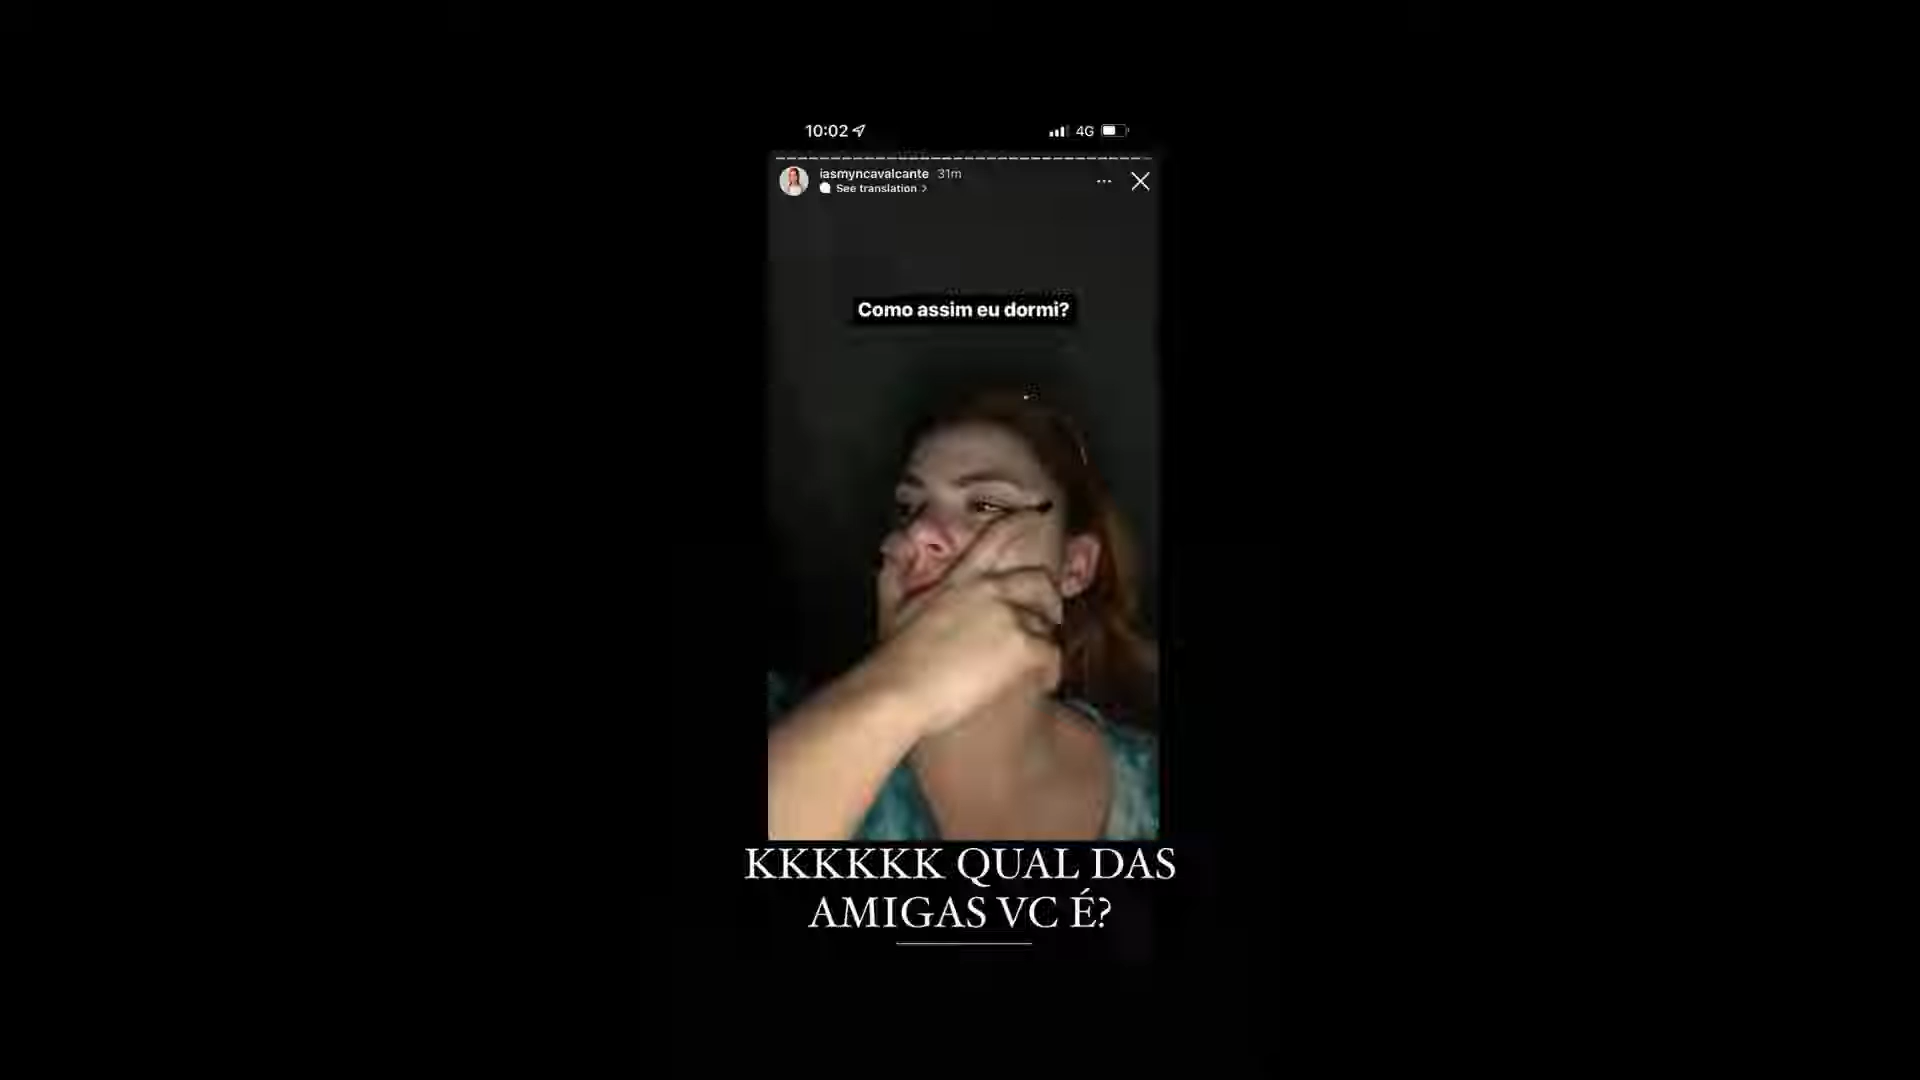 10:02
4G
iasmyncavalcante 31m
See translation
Como assim eu dormi?
KKKKKK QUAL DAS
AMIGAS VC É?